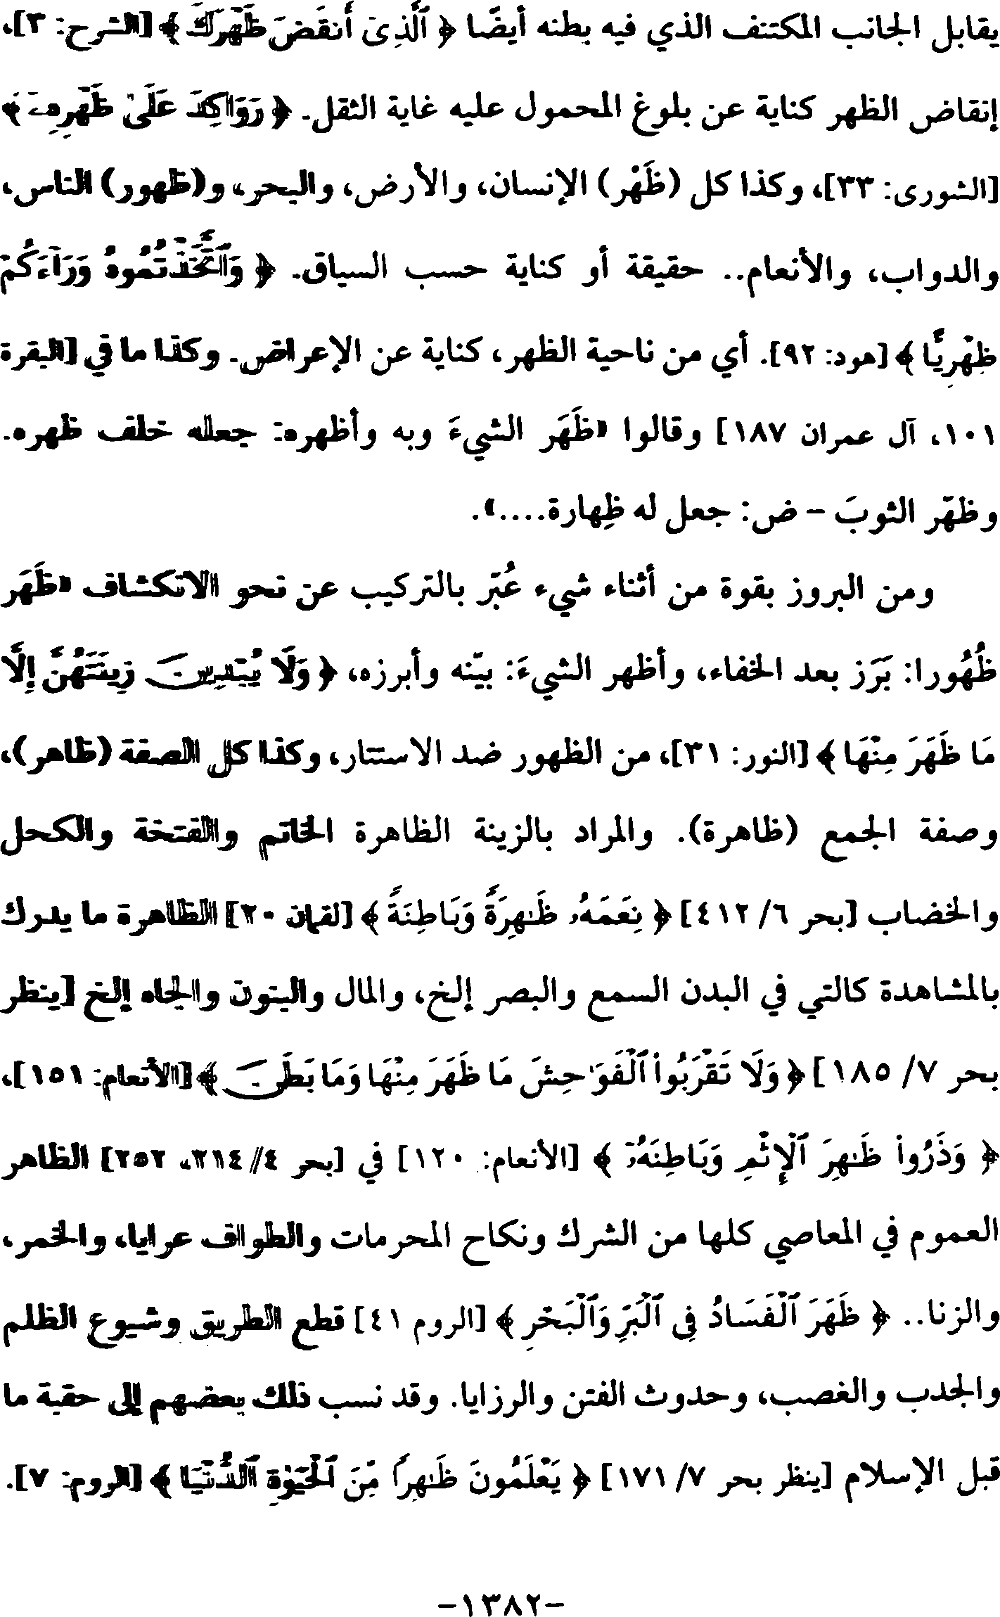 يقابل الجانب المكتنف الذي فيه بطنه أيضًا ﴿ ٱلَّذِىٓ أَنقَضَ ظَهْرَكَ ﴾ [الشرح: ٣]،
إنقاض الظهر كناية عن بلوغ المحمول عليه غاية الثقل. ﴿ رَوَاكِدَ عَلَىٰ ظَهْرِهِۦٓ ﴾
[الشورى: ٣٣]، وكذا كل (ظَهْر) الإنسان، والأرض، والبحر، و(ظهور) الناس،
والدواب، والأنعام.. حقيقة أو كناية حسب السياق. ﴿ وَٱتَّخَذْتُمُوهُ وَرَآءَكُمْ
ظِهْرِيًّا ﴾ [هود: ٩٢]. أي من ناحية الظهر، كناية عن الإعراض. وكذا ما في [البقرة
١٠١، آل عمران ١٨٧] وقالوا «ظَهَر الشيءَ وبه وأظهره: جعله خلف ظهره.
وظهّر الثوبَ - ض: جعل له ظِهارة....».
ومن البروز بقوة من أثناء شيء عُبّر بالتركيب عن نحو الانكشاف «ظَهَر
ظُهُورا: بَرَز بعد الخفاء، وأظهر الشيءَ: بيّنه وأبرزه، ﴿ وَلَا يُبْدِينَ زِينَتَهُنَّ إِلَّا
مَا ظَهَرَ مِنْهَا ﴾ [النور: ٣١]، من الظهور ضد الاستتار، وكذا كل الصفة (ظاهر)،
وصفة الجمع (ظاهرة). والمراد بالزينة الظاهرة الخاتم والفتخة والكحل
والخضاب [بحر ٦/ ٤١٢] ﴿ نِعَمَهُۥ ظَٰهِرَةً وَبَاطِنَةً ﴾ [لقمان ٢٠] الظاهرة ما يدرك
بالمشاهدة كالتي في البدن السمع والبصر إلخ، والمال والبنون والجاه إلخ [ينظر
بحر ٧/ ١٨٥] ﴿ وَلَا تَقْرَبُوا۟ ٱلْفَوَٰحِشَ مَا ظَهَرَ مِنْهَا وَمَا بَطَنَ ﴾ [الأنعام: ١٥١]،
﴿ وَذَرُوا۟ ظَٰهِرَ ٱلْإِثْمِ وَبَاطِنَهُۥٓ ﴾ [الأنعام: ١٢٠] في [بحر ٤/ ٢١٤، ٢٥٢] الظاهر
العموم في المعاصي كلها من الشرك ونكاح المحرمات والطواف عرايا، والخمر،
والزنا.. ﴿ ظَهَرَ ٱلْفَسَادُ فِى ٱلْبَرِّ وَٱلْبَحْرِ ﴾ [الروم ٤١] قطع الطريق وشيوع الظلم
والجدب والغصب، وحدوث الفتن والرزايا. وقد نسب ذلك بعضهم إلى حقبة ما
قبل الإسلام [ينظر بحر ٧/ ١٧١] ﴿ يَعْلَمُونَ ظَٰهِرًا مِّنَ ٱلْحَيَوٰةِ ٱلدُّنْيَا ﴾ [الروم: ٧].
-١٣٨٢-